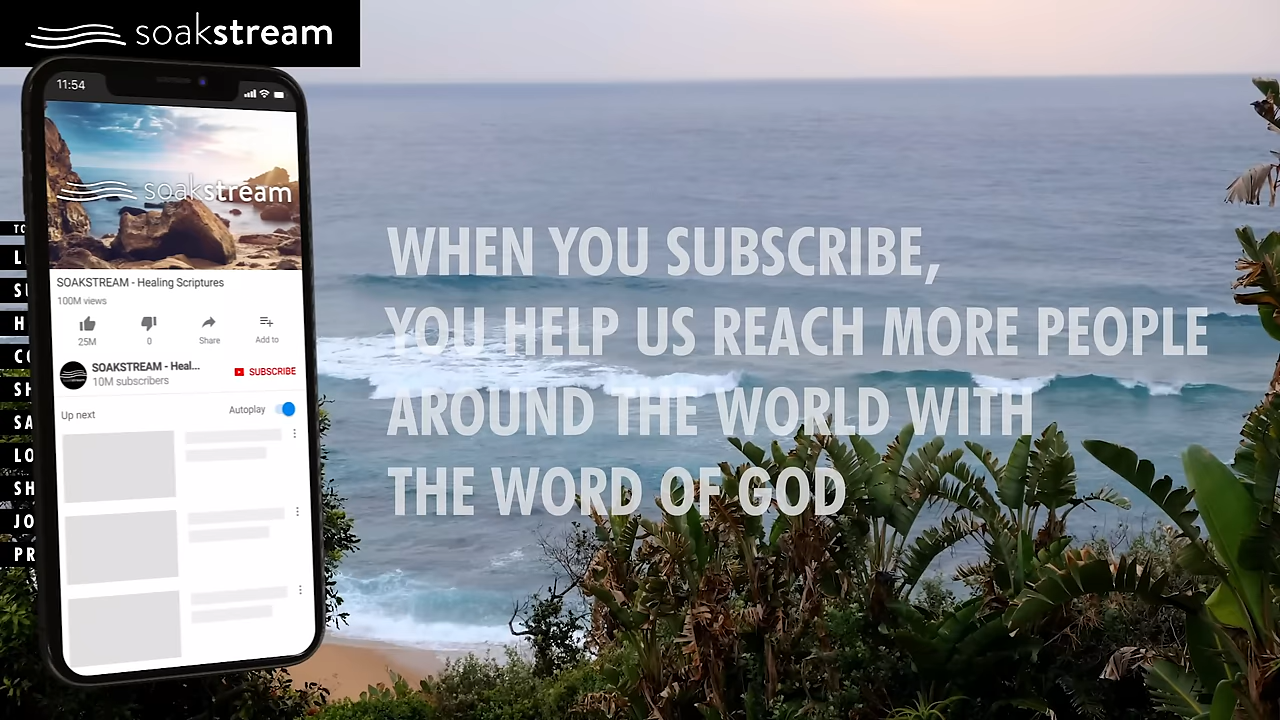 soakstream
11:54
soakstream
SOAKSTREAM - Healing Scriptures
100M views
25M
0
Share
Add to
SOAKSTREAM - Heal...
10M subscribers
SUBSCRIBE
Up next
Autoplay
WHEN YOU SUBSCRIBE,
YOU HELP US REACH MORE PEOPLE
AROUND THE WORLD WITH
THE WORD OF GOD